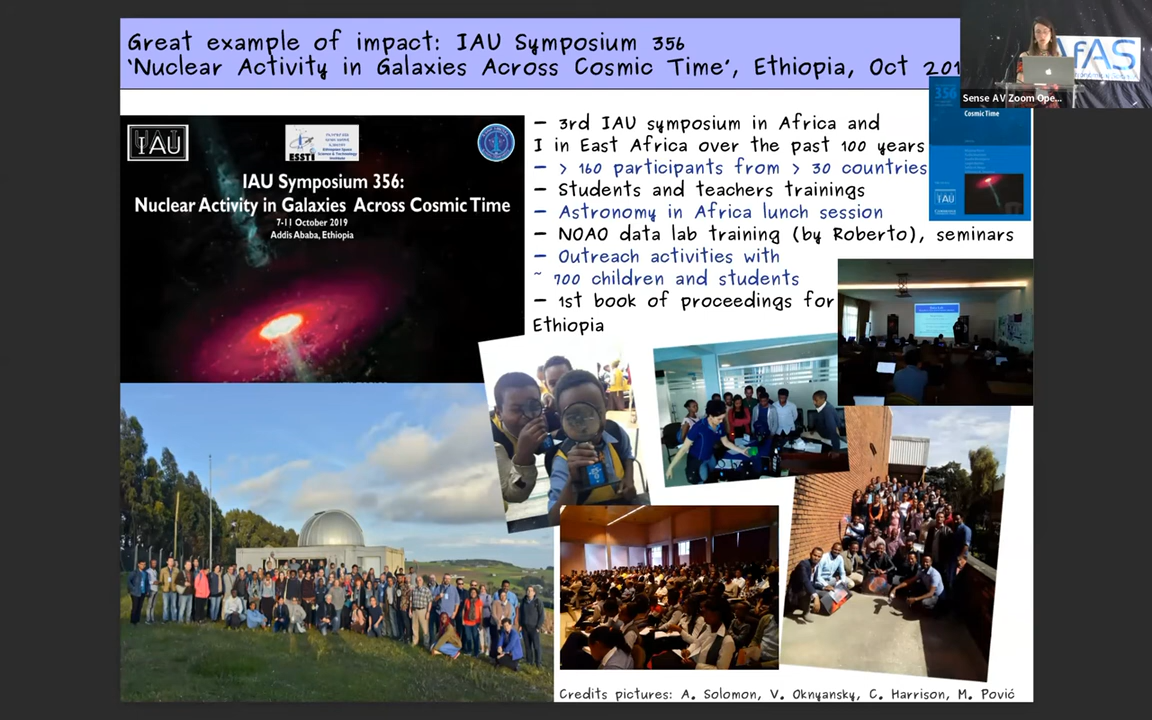 Great example of impact: IAU Symposium 356
'Nuclear Activity in Galaxies Across Cosmic Time', Ethiopia, Oct 201
AfAS
Sense AV Zoom Ope...
IAU
ESSTI
IAU Symposium 356:
Nuclear Activity in Galaxies Across Cosmic Time
7-11 October 2019
Addis Ababa, Ethiopia
- 3rd IAU symposium in Africa and
I in East Africa over the past 100 years
- > 160 participants from > 30 countries
- Students and teachers trainings
- Astronomy in Africa lunch session
- NOAO data lab training (by Roberto), seminars
- Outreach activities with
~ 700 children and students
- 1st book of proceedings for
Ethiopia
356
Cosmic Time
IAU
Credits pictures: A. Solomon, V. Oknyansky, C. Harrison, M. Pović